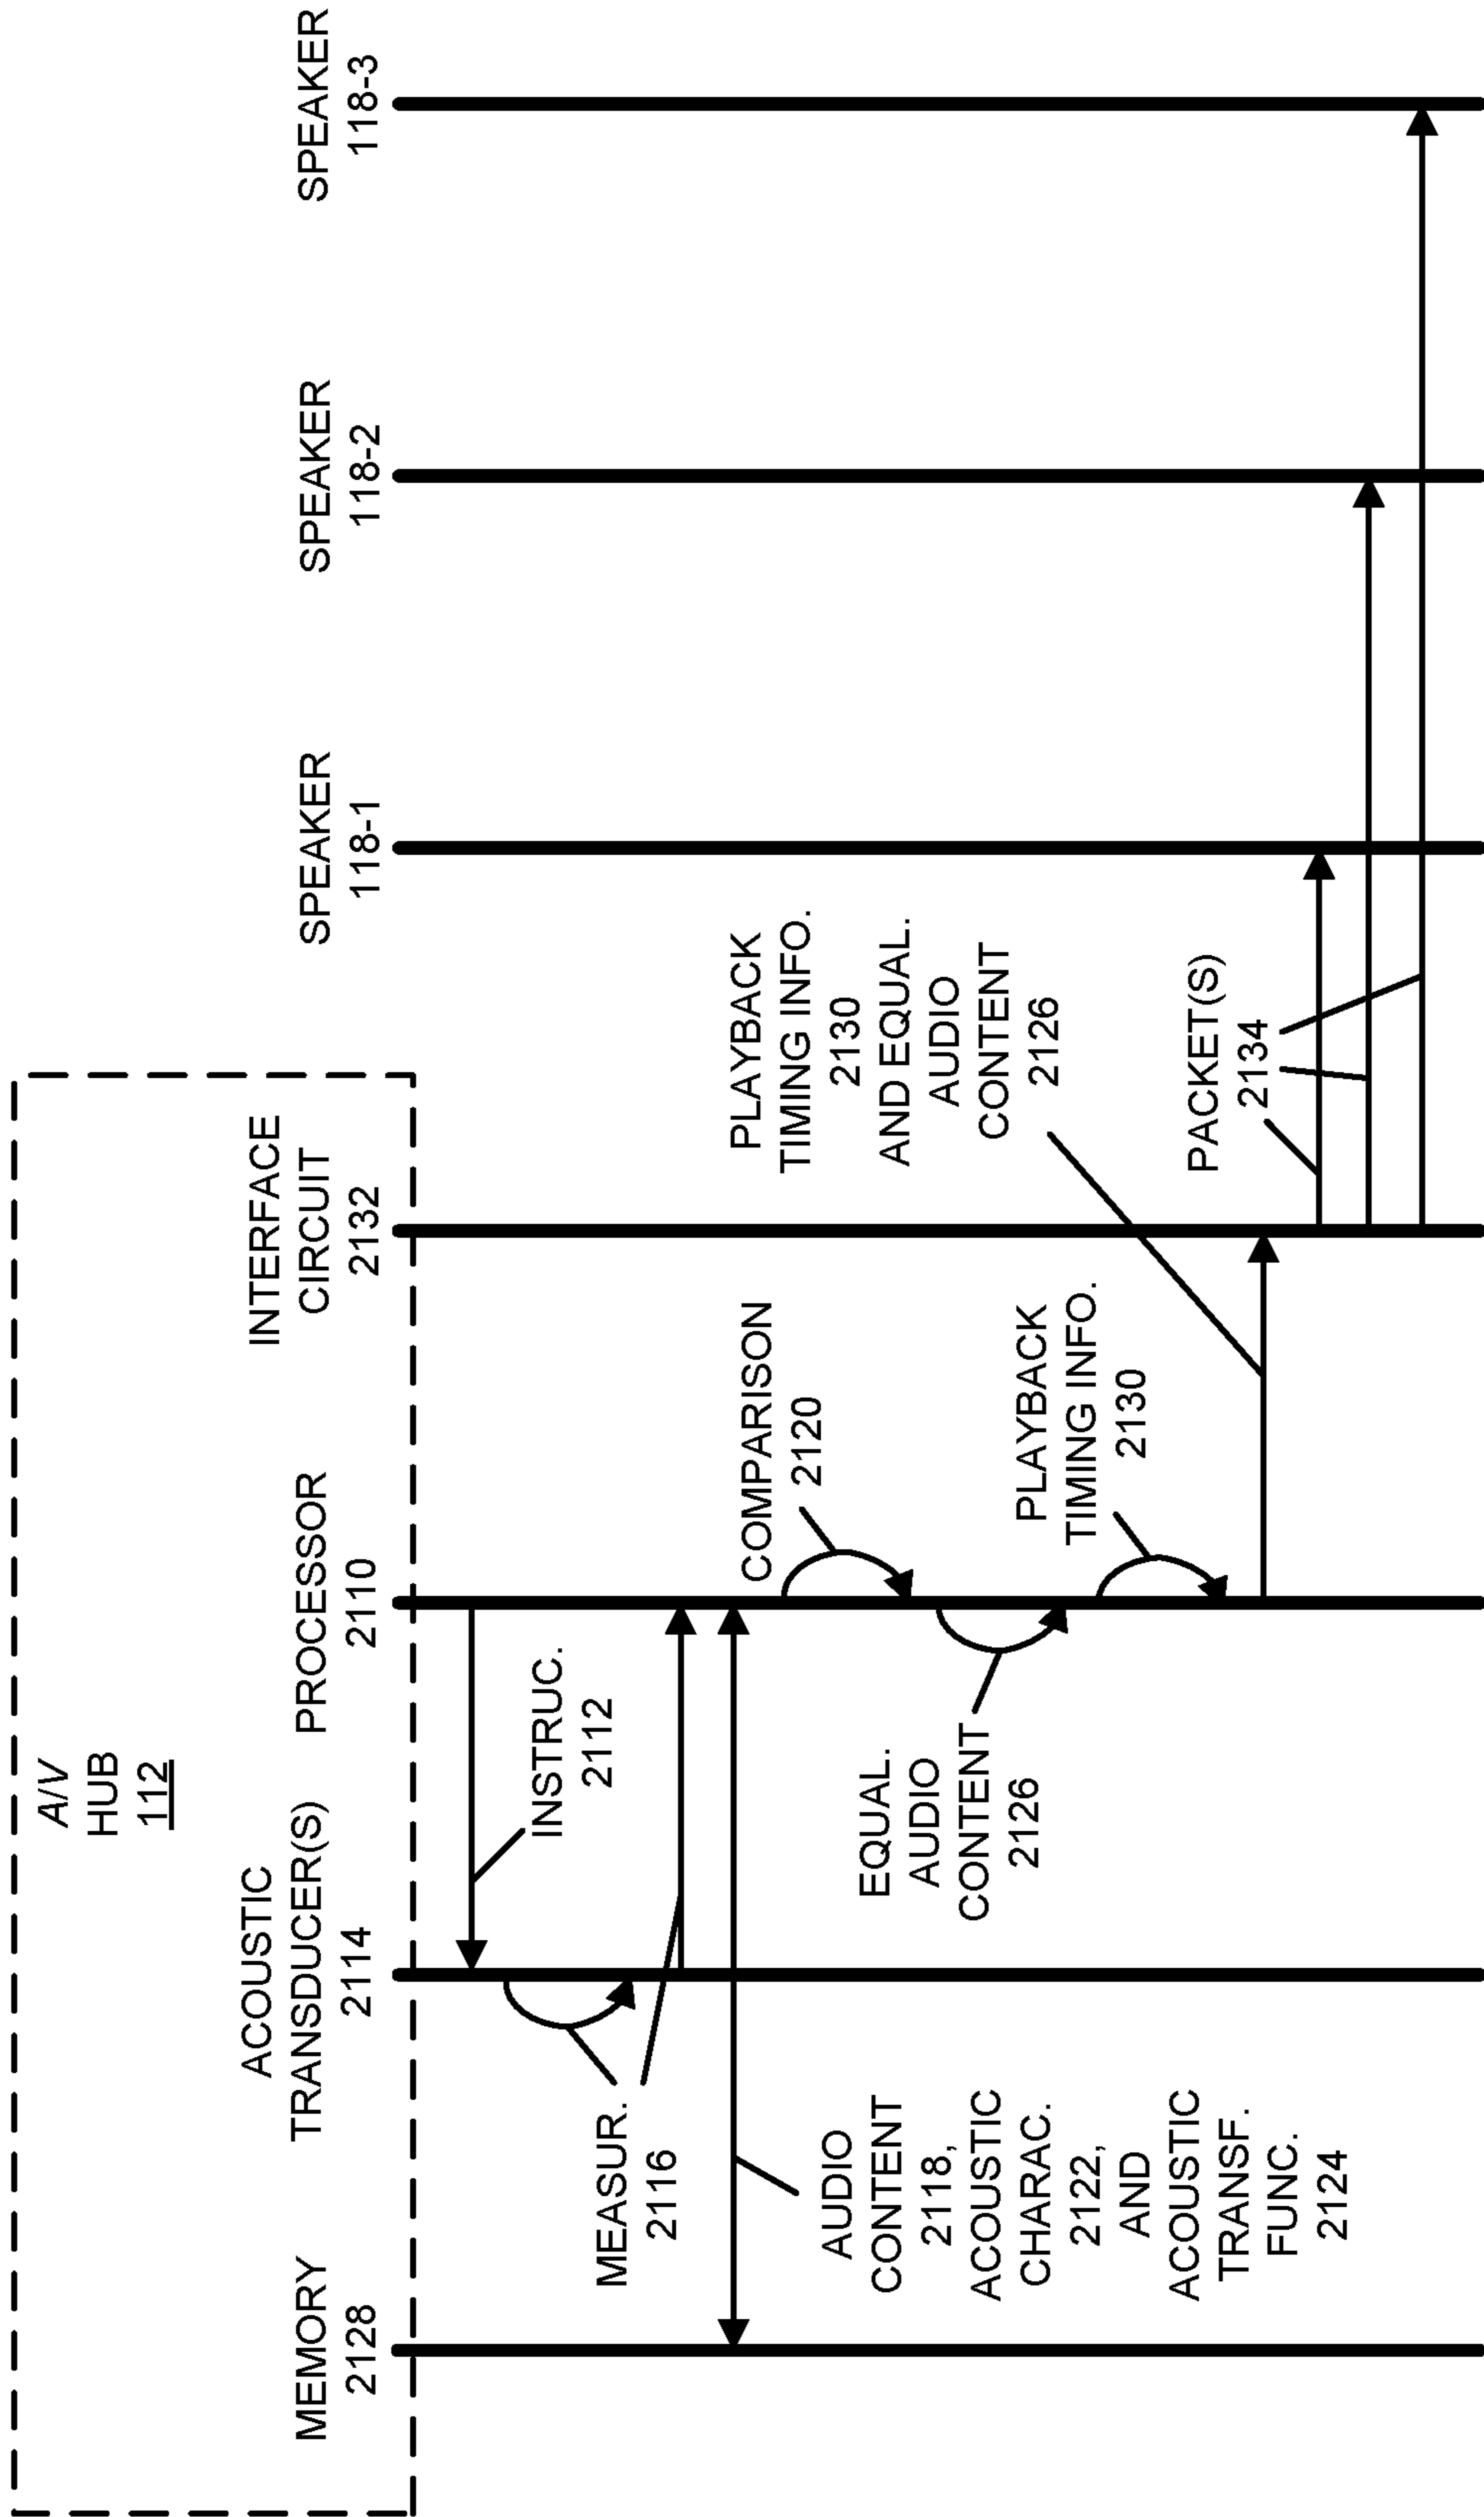 A/V
HUB
112
MEMORY
2128
ACOUSTIC
TRANSDUCER(S)
2114
PROCESSOR
2110
INTERFACE
CIRCUIT
2132
SPEAKER
118-1
SPEAKER
118-2
SPEAKER
118-3
INSTRUC.
2112
MEASUR.
2116
AUDIO
CONTENT
2118,
ACOUSTIC
CHARAC.
2122,
AND
ACOUSTIC
TRANSF.
FUNC.
2124
COMPARISON
2120
EQUAL.
AUDIO
CONTENT
2126
PLAYBACK
TIMING INFO.
2130
PLAYBACK
TIMING INFO.
2130
AND EQUAL.
AUDIO
CONTENT
2126
PACKET(S)
2134